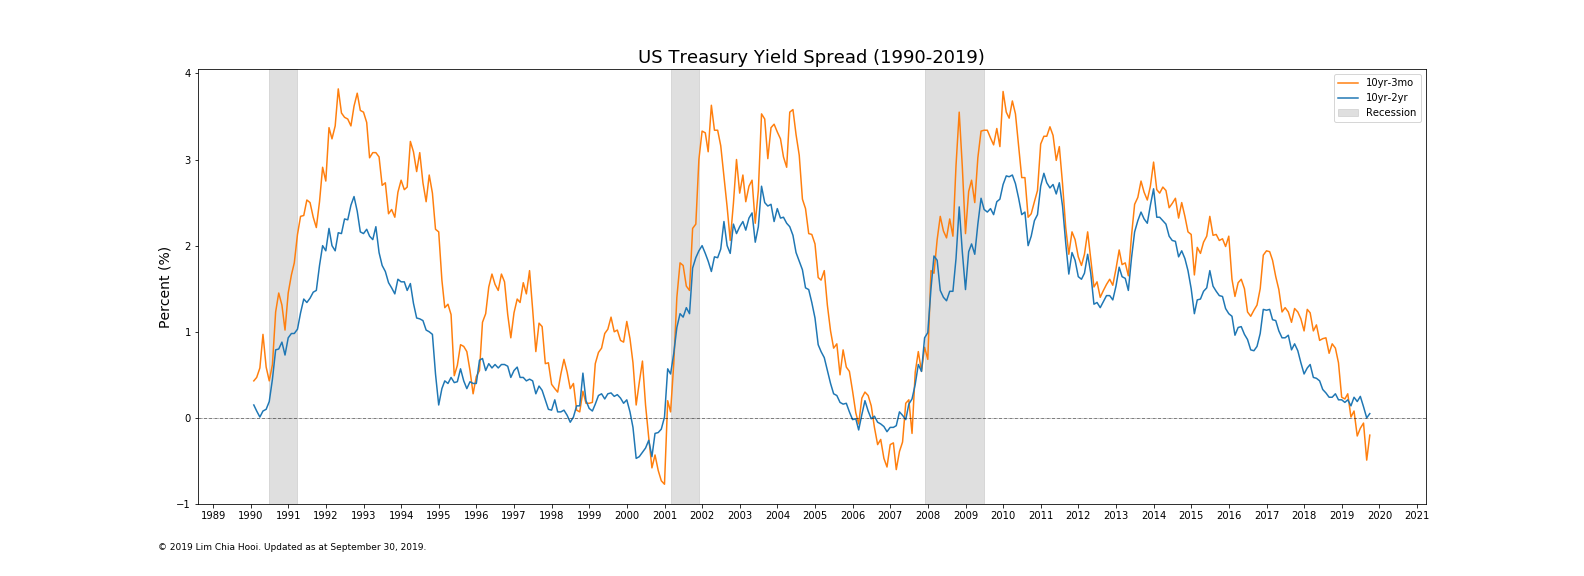 US Treasury Yield Spread (1990-2019)
Percent (%)
4
3
2
1
0
−1
10yr-3mo
10yr-2yr
Recession
1989 1990 1991 1992 1993 1994 1995 1996 1997 1998 1999 2000 2001 2002 2003 2004 2005 2006 2007 2008 2009 2010 2011 2012 2013 2014 2015 2016 2017 2018 2019 2020 2021
© 2019 Lim Chia Hooi. Updated as at September 30, 2019.